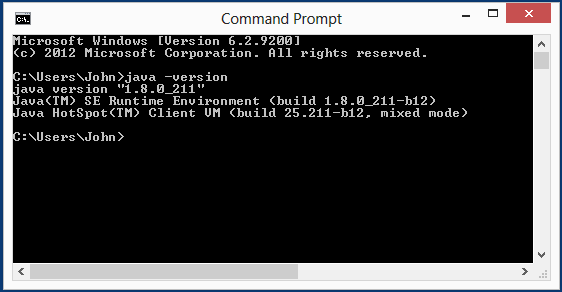 Command Prompt
Microsoft Windows [Version 6.2.9200]
(c) 2012 Microsoft Corporation. All rights reserved.
C:\Users\John>java -version
java version "1.8.0_211"
Java(TM) SE Runtime Environment (build 1.8.0_211-b12)
Java HotSpot(TM) Client VM (build 25.211-b12, mixed mode)
C:\Users\John>